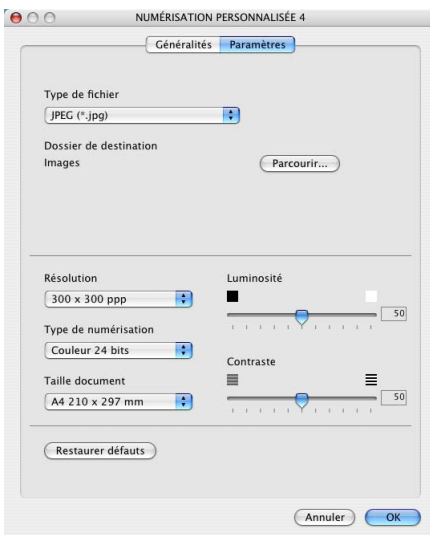 NUMÉRISATION PERSONNALISÉE 4
Généralités Paramètres
Type de fichier
JPEG (*.jpg)
Dossier de destination
Images Parcourir...
Résolution Luminosité
300 x 300 ppp 50
Type de numérisation
Couleur 24 bits
Contraste
Taille document
A4 210 x 297 mm 50
Restaurer défauts
Annuler OK